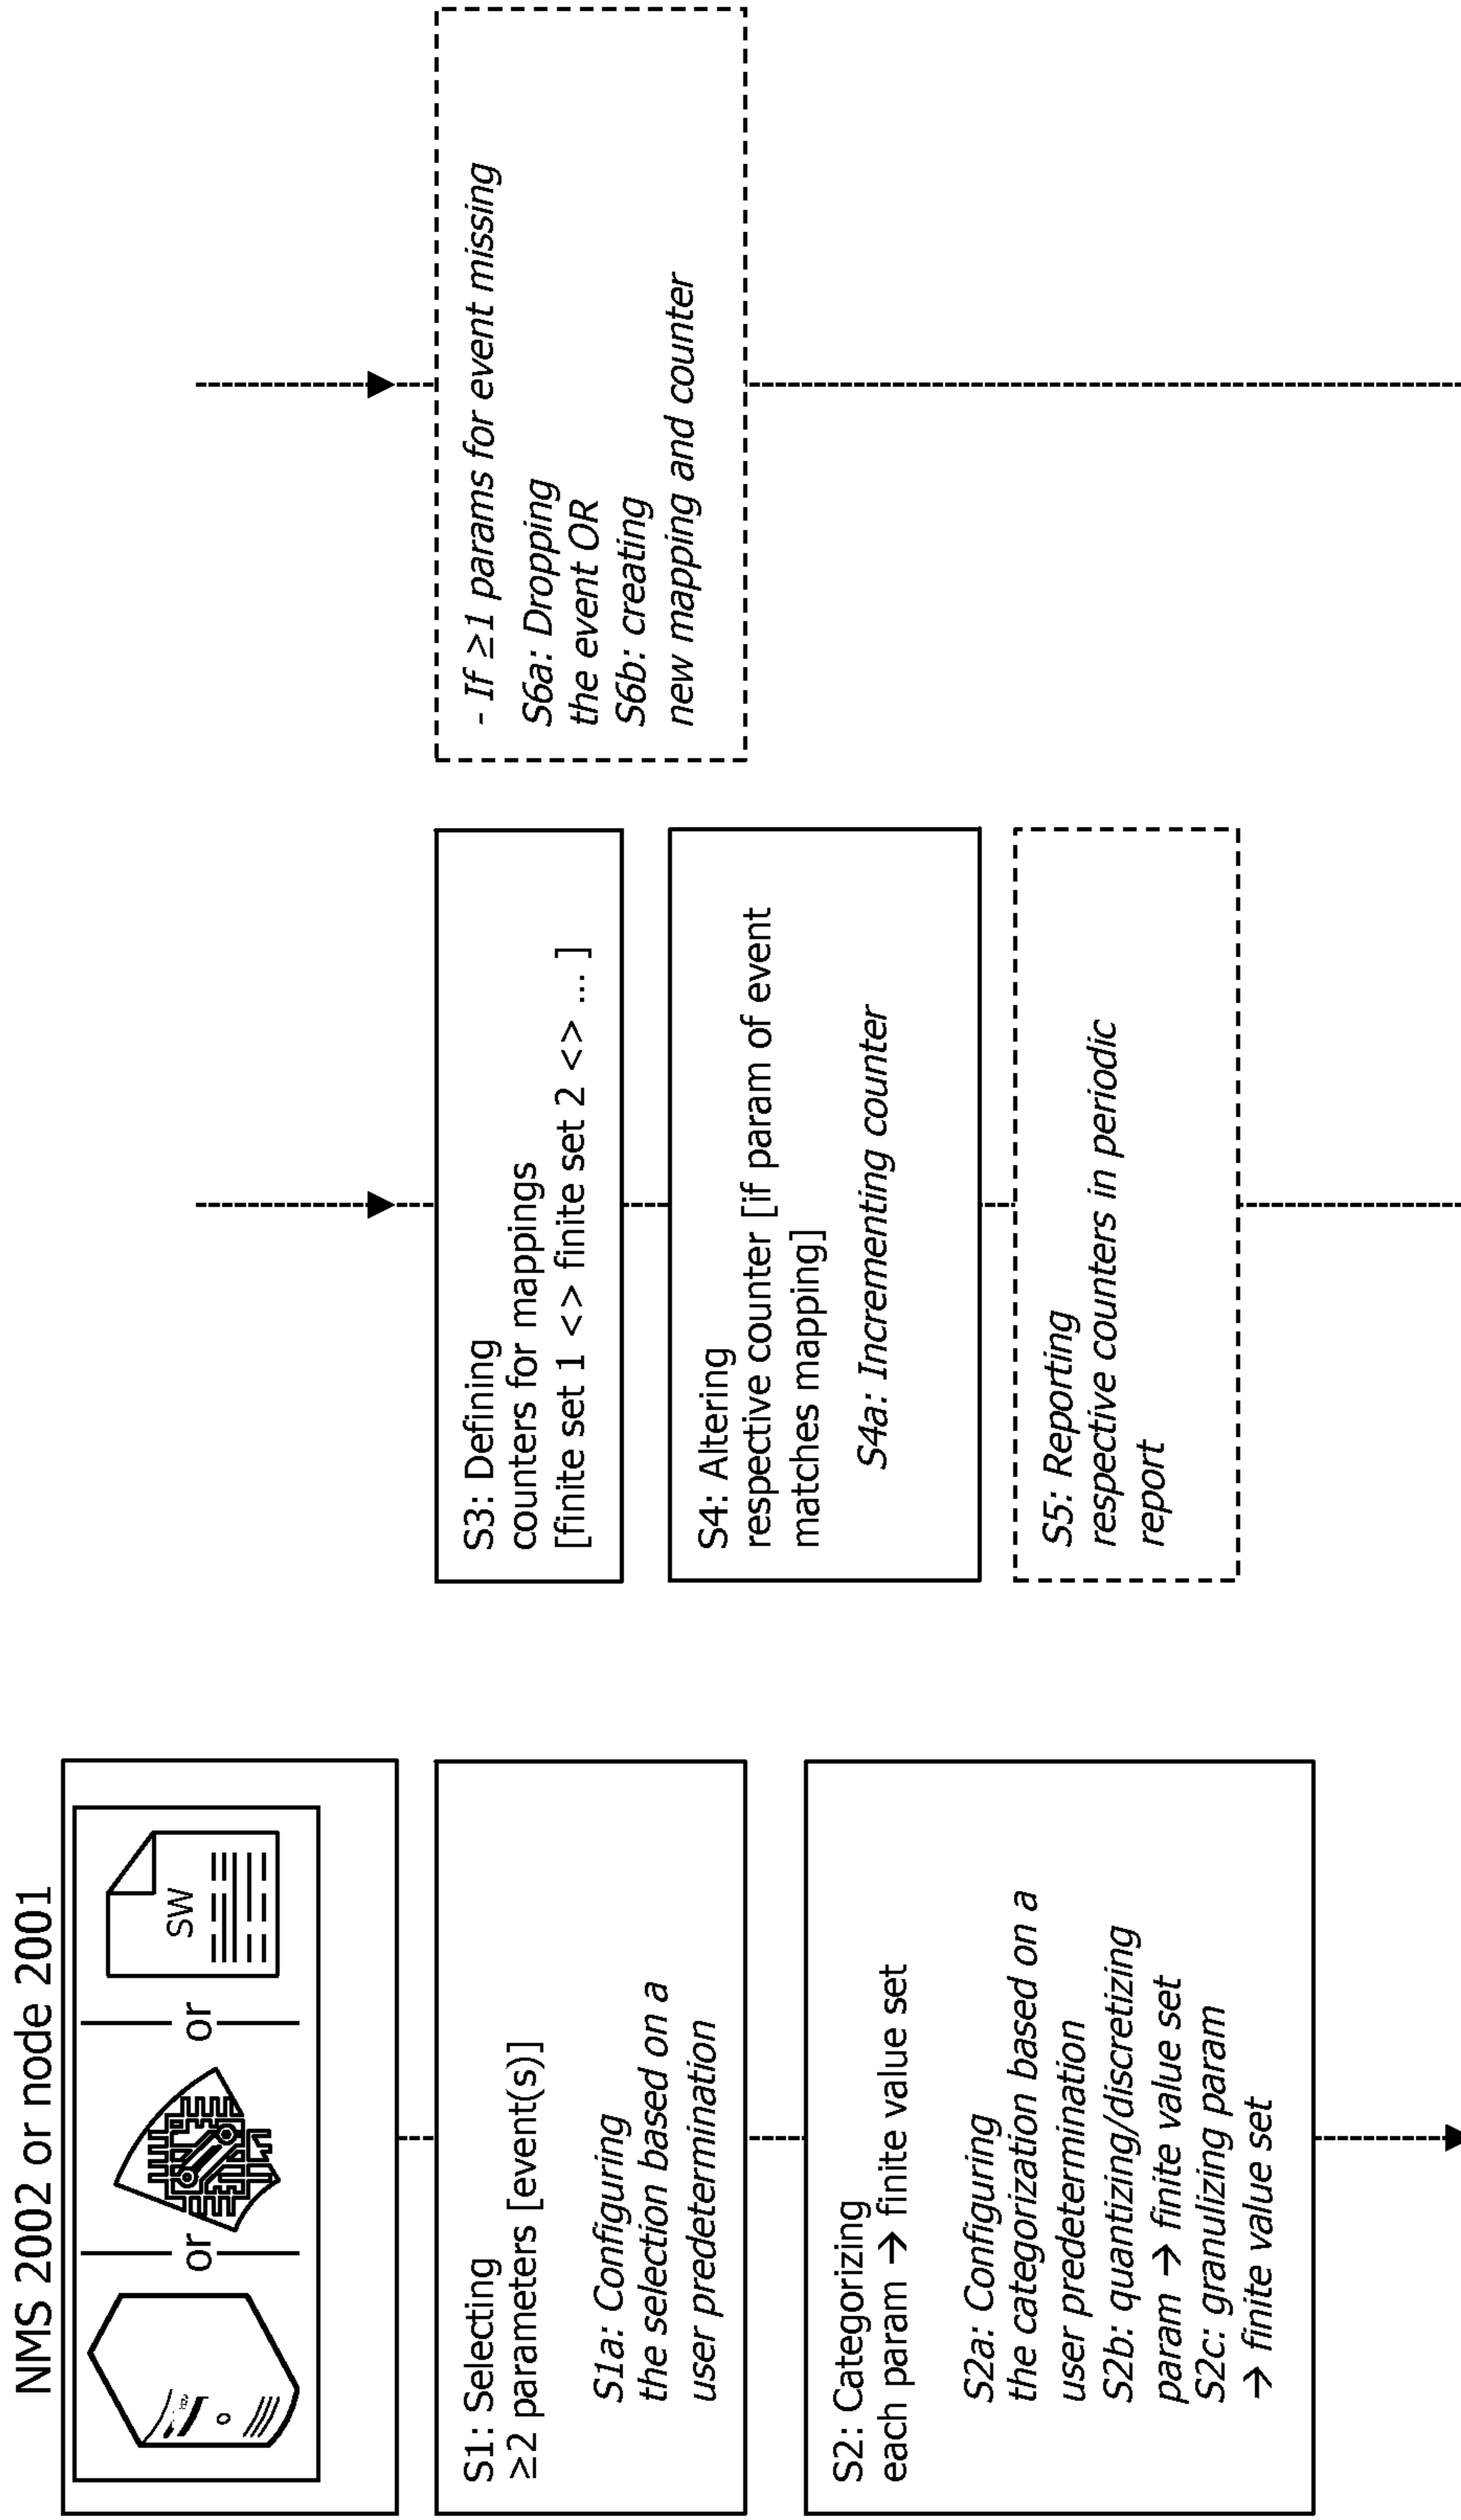 NMS 2002 or node 2001
or
or
SW
S1: Selecting
≥2 parameters [event(s)]
S1a: Configuring
the selection based on a
user predetermination
S2: Categorizing
each param → finite value set
S2a: Configuring
the categorization based on a
user predetermination
S2b: quantizing/discretizing
param → finite value set
S2c: granulizing param
→ finite value set
S3: Defining
counters for mappings
[finite set 1 <> finite set 2 <> ... ]
S4: Altering
respective counter [if param of event
matches mapping]
S4a: Incrementing counter
S5: Reporting
respective counters in periodic
report
- If ≥1 params for event missing
S6a: Dropping
the event OR
S6b: creating
new mapping and counter